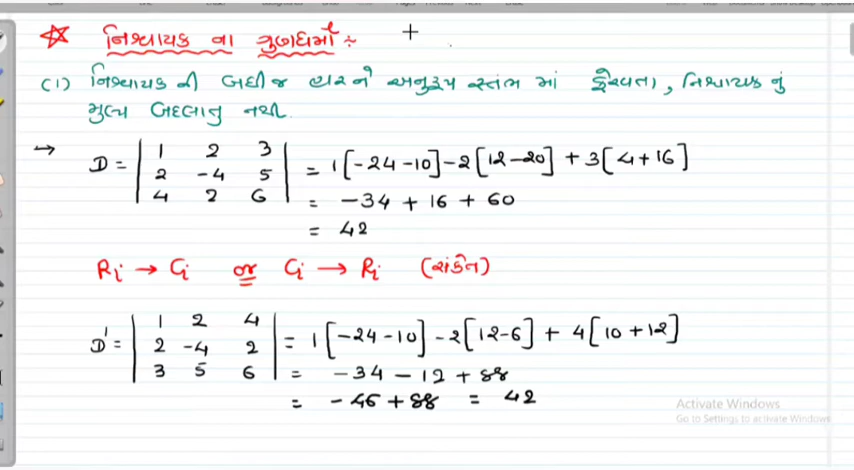 ☆ નિશ્ચાયક ના ગુણધર્મો :- +
(1) નિશ્ચાયક ની બધી જ હારને અનુરૂપ સ્તંભ માં ફેરવતા, નિશ્ચાયક નું
મુલ્ય બદલાતુ નથી.
→ D = | 1 2 3 | = 1[-24-10]-2[12-20] + 3[4+16]
| 2 -4 5 | = -34 + 16 + 60
| 4 2 6 | = 42
Ri → Ci or Ci → Ri (સંકેત)
D' = | 1 2 4 | = 1[-24-10] -2[12-6] + 4[10+12]
| 2 -4 2 |
| 3 5 6 | = -34 - 12 + 88
= -46 + 88 = 42
Activate Windows
Go to Settings to activate Windows.